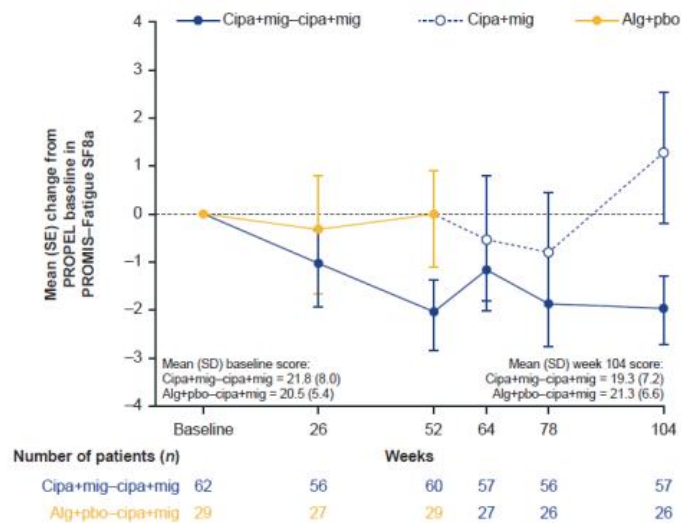 Cipa+mig–cipa+mig Cipa+mig Alg+pbo
Mean (SE) change from
PROPEL baseline in
PROMIS–Fatigue SF8a
4
3
2
1
0
–1
–2
–3
–4
Mean (SD) baseline score:
Cipa+mig–cipa+mig = 21.8 (8.0)
Alg+pbo–cipa+mig = 20.5 (5.4)
Mean (SD) week 104 score:
Cipa+mig–cipa+mig = 19.3 (7.2)
Alg+pbo–cipa+mig = 21.3 (6.6)
Baseline 26 52 64 78 104
Number of patients (n) Weeks
Cipa+mig–cipa+mig 62 56 60 57 56 57
Alg+pbo–cipa+mig 29 27 29 27 26 26